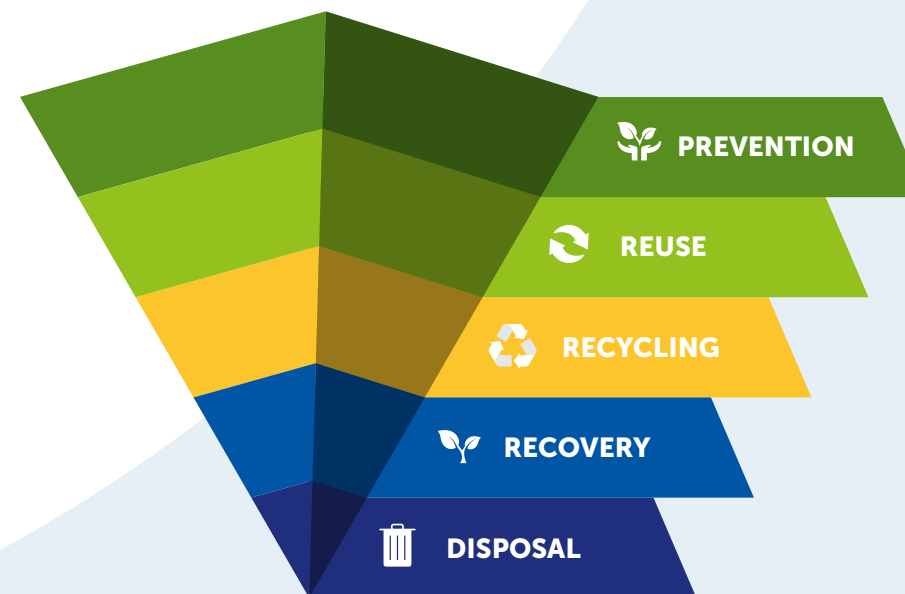 PREVENTION
REUSE
RECYCLING
RECOVERY
DISPOSAL